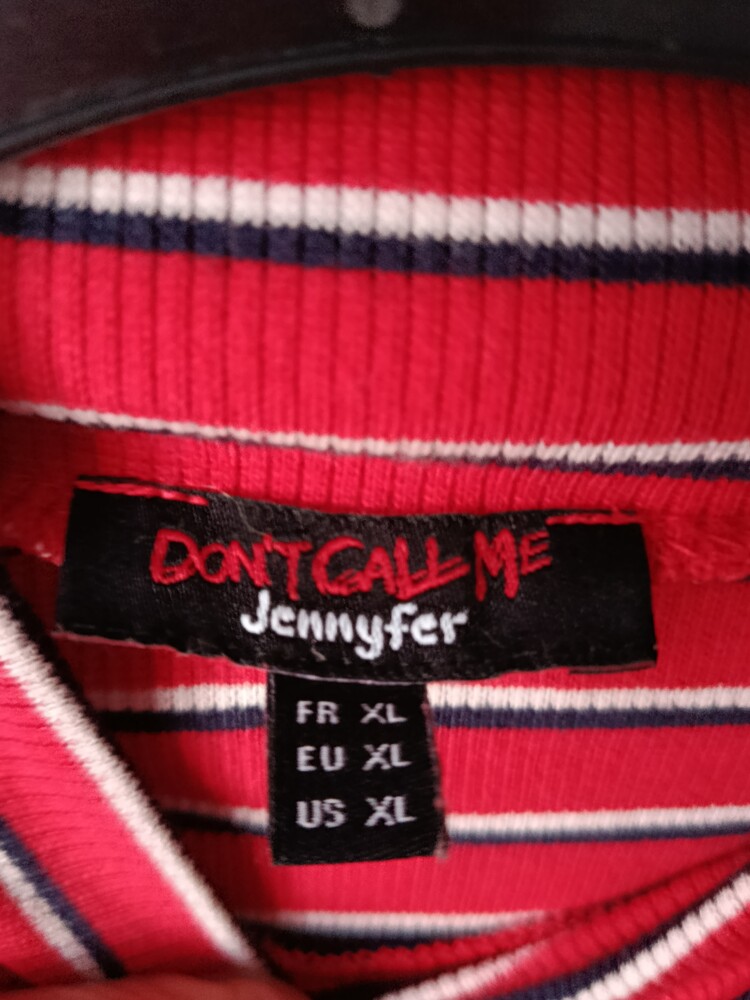 DON'T CALL ME
Jennyfer
FR XL
EU XL
US XL